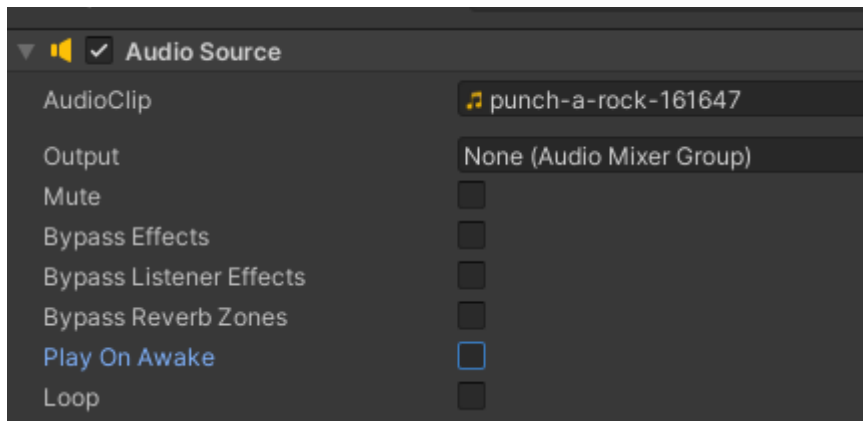 Audio Source
AudioClip punch-a-rock-161647
Output None (Audio Mixer Group)
Mute
Bypass Effects
Bypass Listener Effects
Bypass Reverb Zones
Play On Awake
Loop